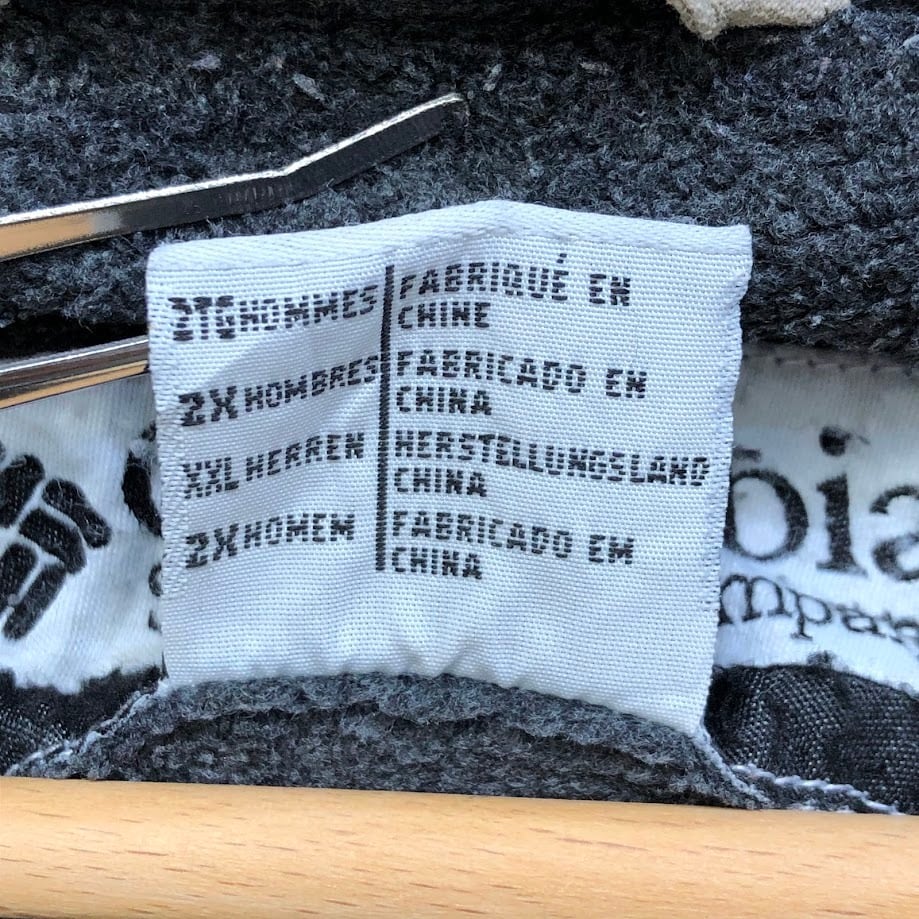 2TG HOMMES
FABRIQUÉ EN
CHINE
2X HOMBRES
FABRICADO EN
CHINA
XXL HERREN
HERSTELLUNGSLAND
CHINA
2X HOMEM
FABRICADO EM
CHINA